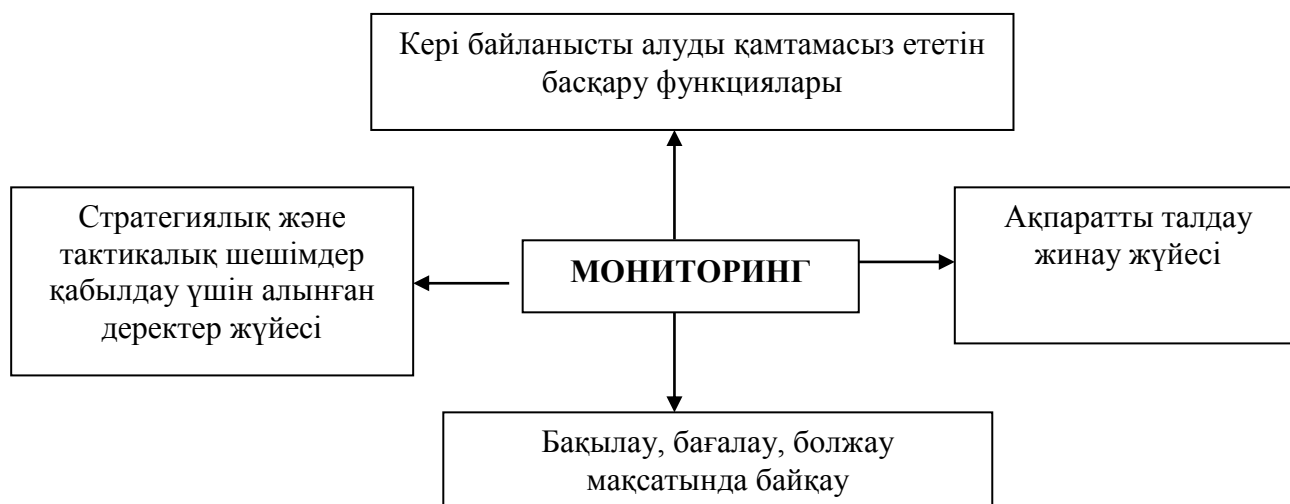 Кері байланысты алуды қамтамасыз ететін
басқару функциялары
Стратегиялық және
тактикалық шешімдер
қабылдау үшін алынған
деректер жүйесі
МОНИТОРИНГ
Ақпаратты талдау
жинау жүйесі
Бақылау, бағалау, болжау
мақсатында байқау